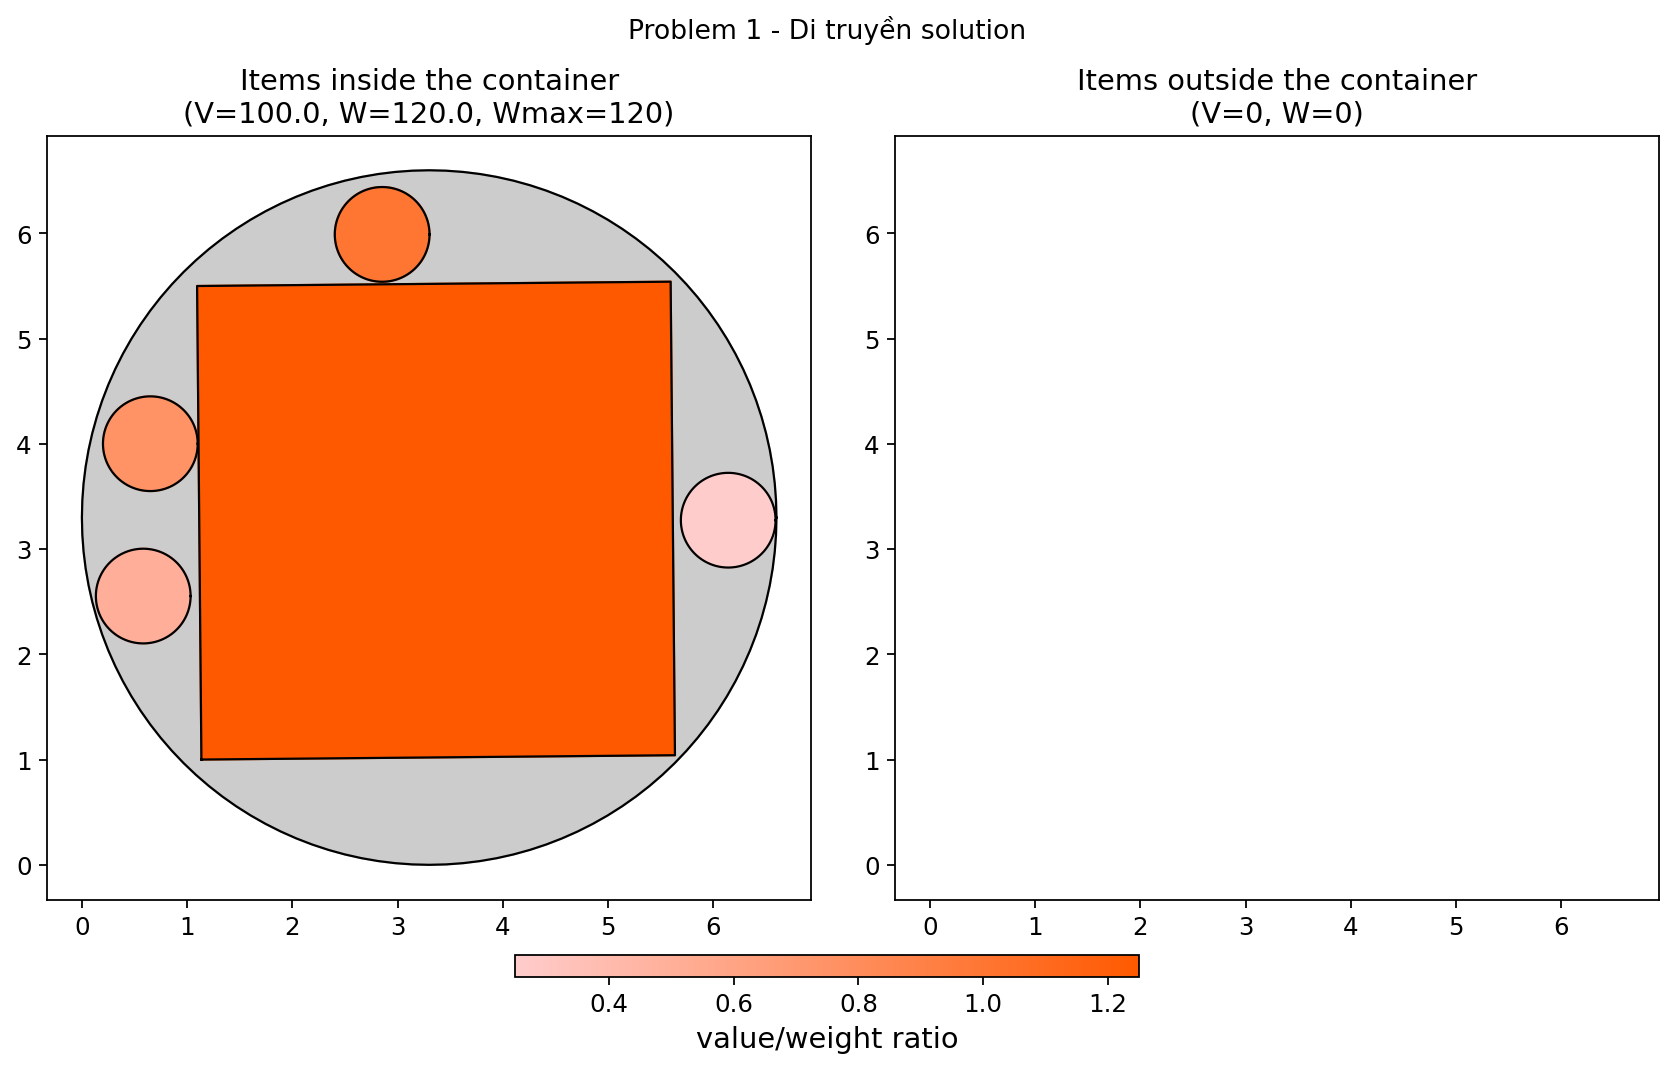 Problem 1 - Di truyền solution
Items inside the container
(V=100.0, W=120.0, Wmax=120)
6
5
4
3
2
1
0
0 1 2 3 4 5 6
Items outside the container
(V=0, W=0)
6
5
4
3
2
1
0
0 1 2 3 4 5 6
0.4 0.6 0.8 1.0 1.2
value/weight ratio